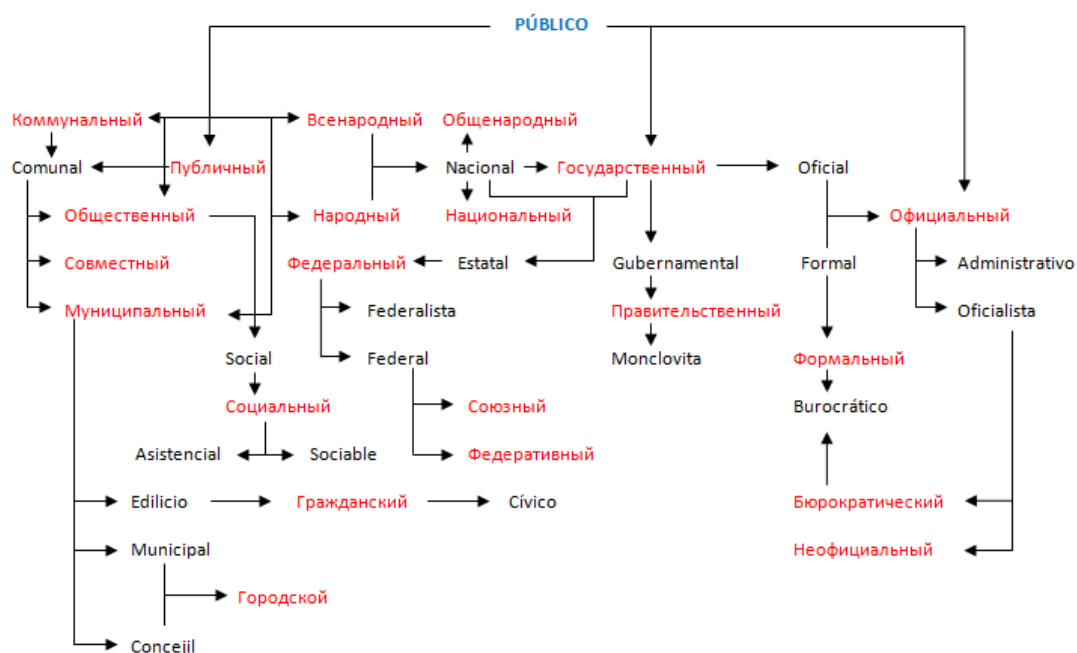 PÚBLICO
Коммунальный Всенародный Общенародный
Comunal Публичный Nacional Государственный Oficial
Общественный Народный Национальный Официальный
Совместный Федеральный Estatal Gubernamental Formal Administrativo
Муниципальный Federalista Правительственный Oficialista
Social Federal Monclovita Формальный
Социальный Союзный Burocrático
Asistencial Sociable Федеративный
Edilicio Гражданский Cívico Бюрократический
Municipal Неофициальный
Городской
Conceiil